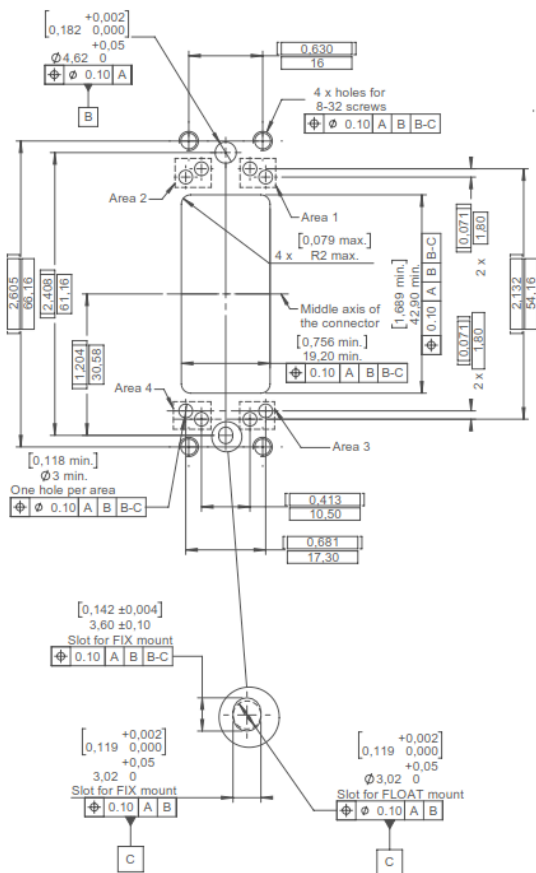 +0,002
[0,182 0,000]
+0,05
Ø4,62 0
⌖ ø 0.10 A
B
[0,630]
16
4 x holes for
8-32 screws
⌖ ø 0.10 A B B-C
Area 2
Area 1
[0,079 max.]
4 x R2 max.
[2,605]
66,16
[2,408]
61,16
[1,204]
30,58
Middle axis of
the connector
[0,756 min.]
19,20 min.
⌖ 0.10 A B B-C
[1,689 min.]
42,90 min.
⌖ 0.10 A B B-C
[0,071]
1,80
2 x
[0,071]
1,80
2 x
[2,132]
54,16
Area 4
Area 3
[0,118 min.]
Ø3 min.
One hole per area
⌖ ø 0.10 A B B-C
[0,413]
10,50
[0,681]
17,30
[0,142 ±0,004]
3,60 ±0,10
Slot for FIX mount
⌖ 0.10 A B B-C
+0,002
[0,119 0,000]
+0,05
3,02 0
Slot for FIX mount
⌖ 0.10 A B
C
+0,002
[0,119 0,000]
+0,05
Ø3,02 0
Slot for FLOAT mount
⌖ ø 0.10 A B
C